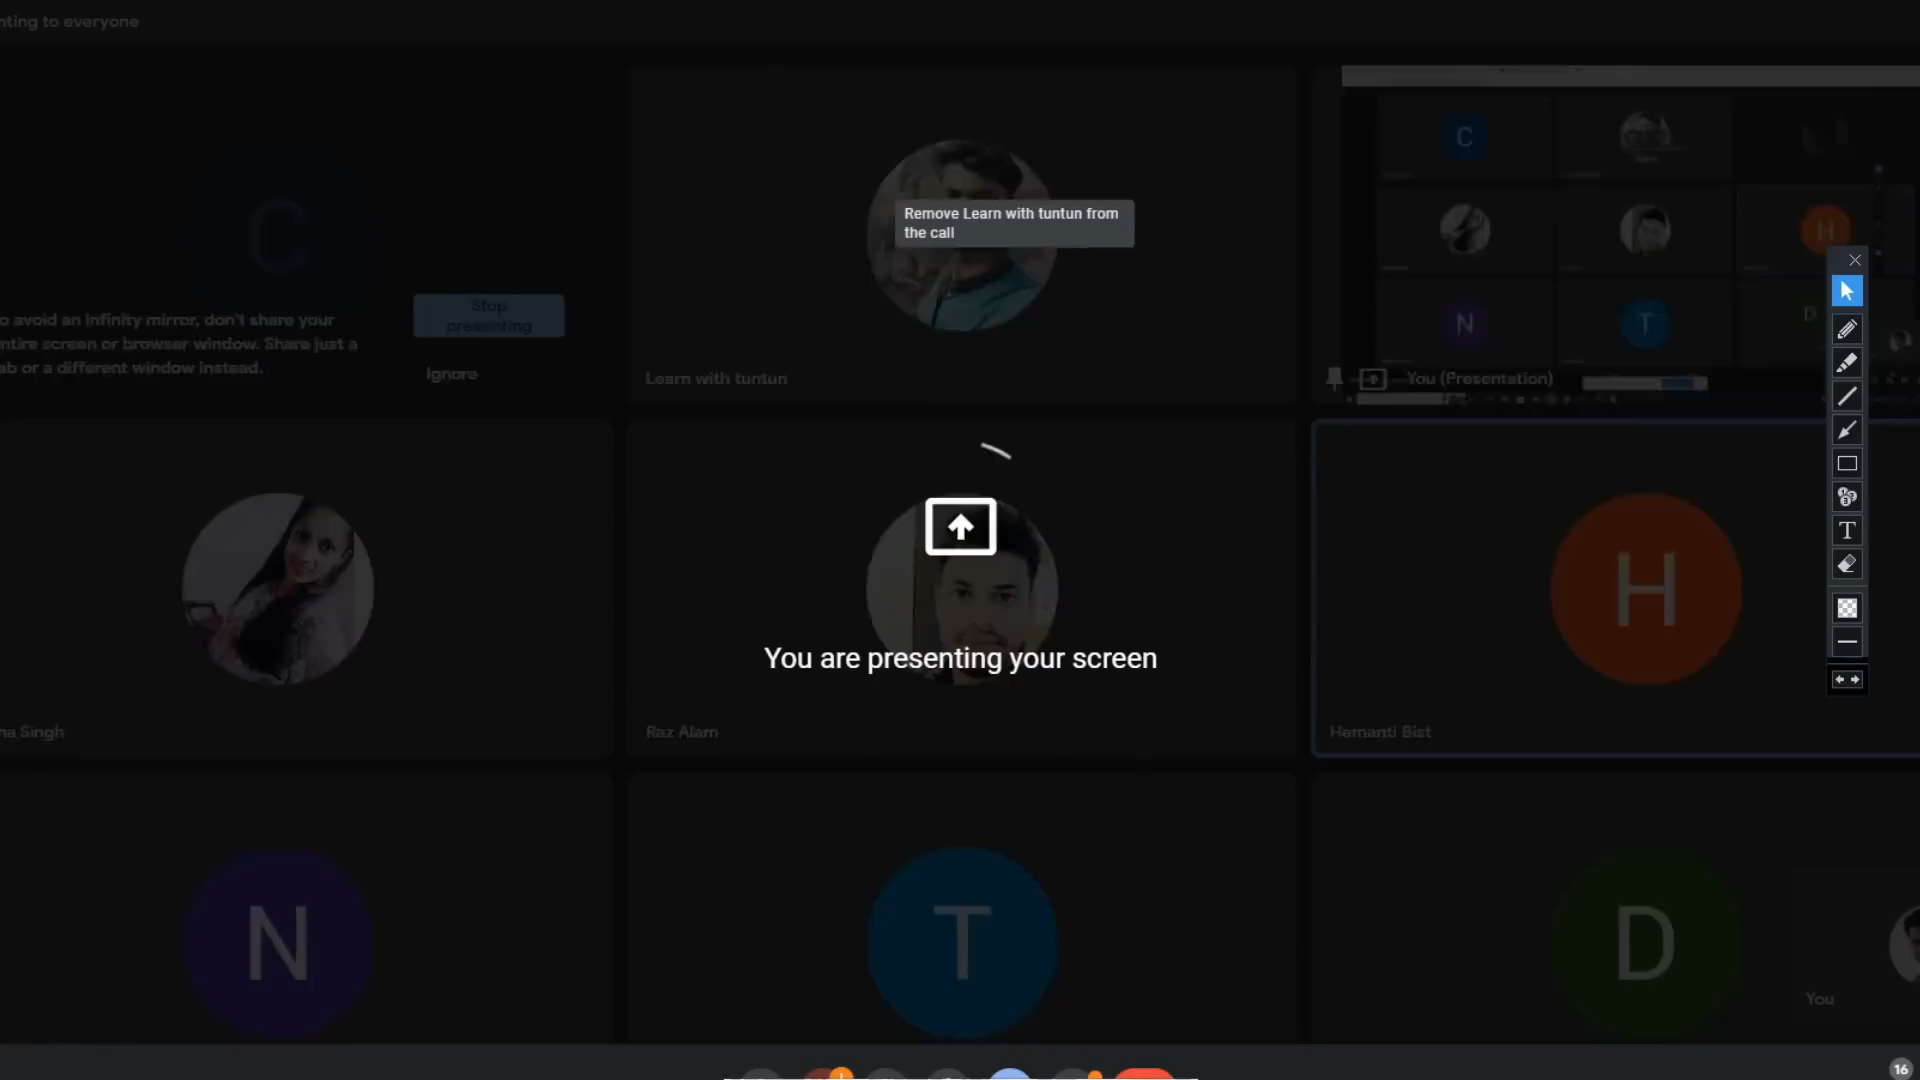 nting to everyone
C
Remove Learn with tuntun from
the call
o avoid an infinity mirror, don't share your
ntire screen or browser window. Share just a
ab or a different window instead.
Stop
presenting
Ignore
Learn with tuntun
C
H
N
T
D
You (Presentation)
You are presenting your screen
na Singh
Raz Alam
H
Hemanti Bist
T
N
T
D
You
16